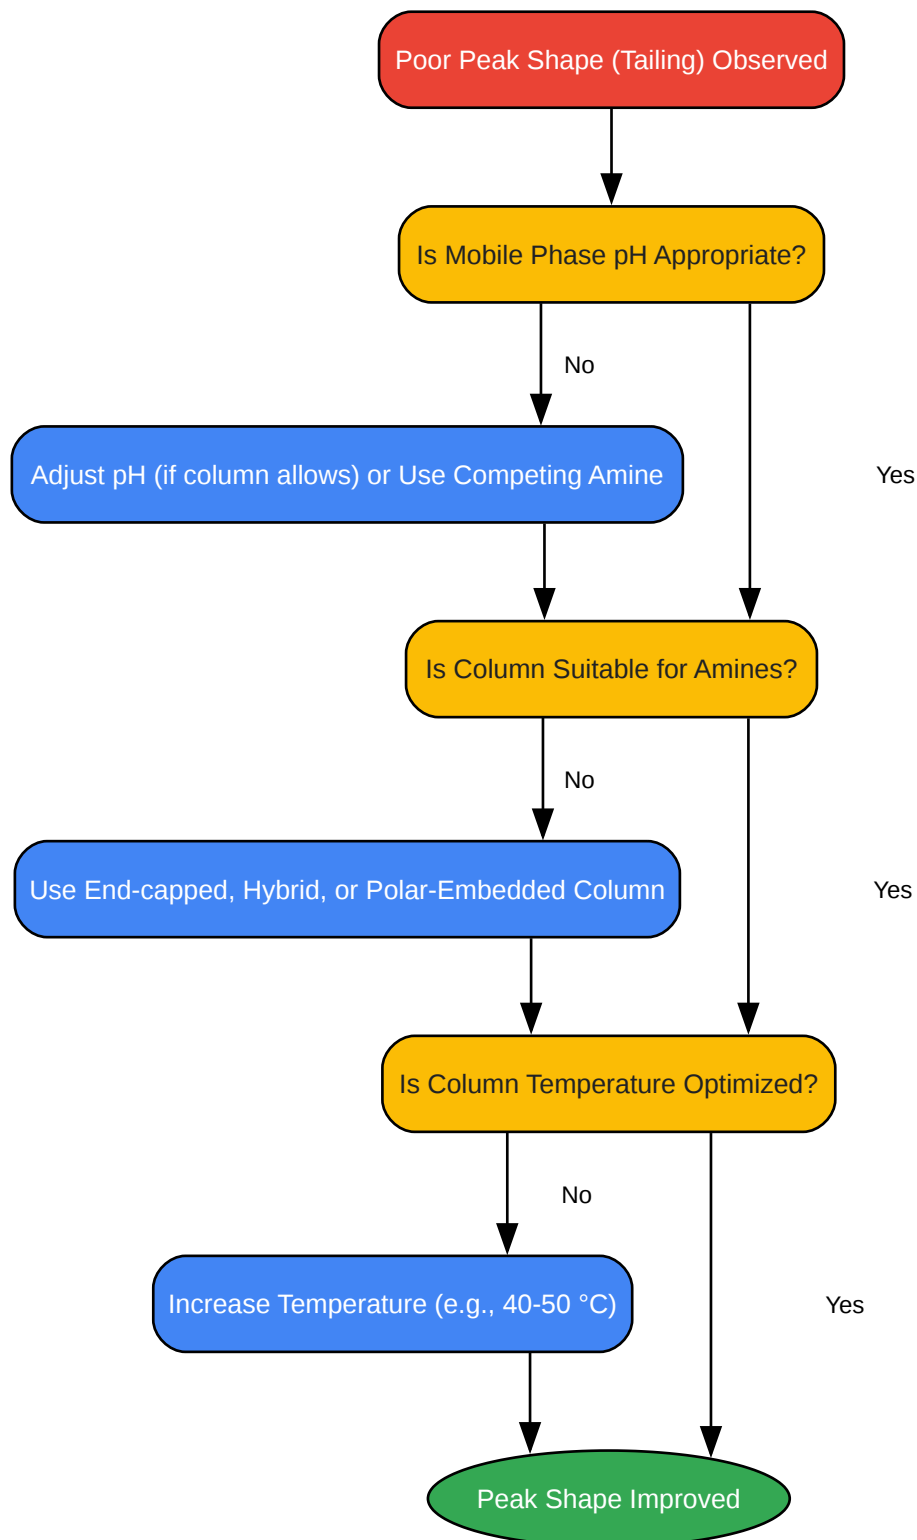 Poor Peak Shape (Tailing) Observed
Is Mobile Phase pH Appropriate?
No
Adjust pH (if column allows) or Use Competing Amine
Yes
Is Column Suitable for Amines?
No
Use End-capped, Hybrid, or Polar-Embedded Column
Yes
Is Column Temperature Optimized?
No
Increase Temperature (e.g., 40-50 °C)
Yes
Peak Shape Improved